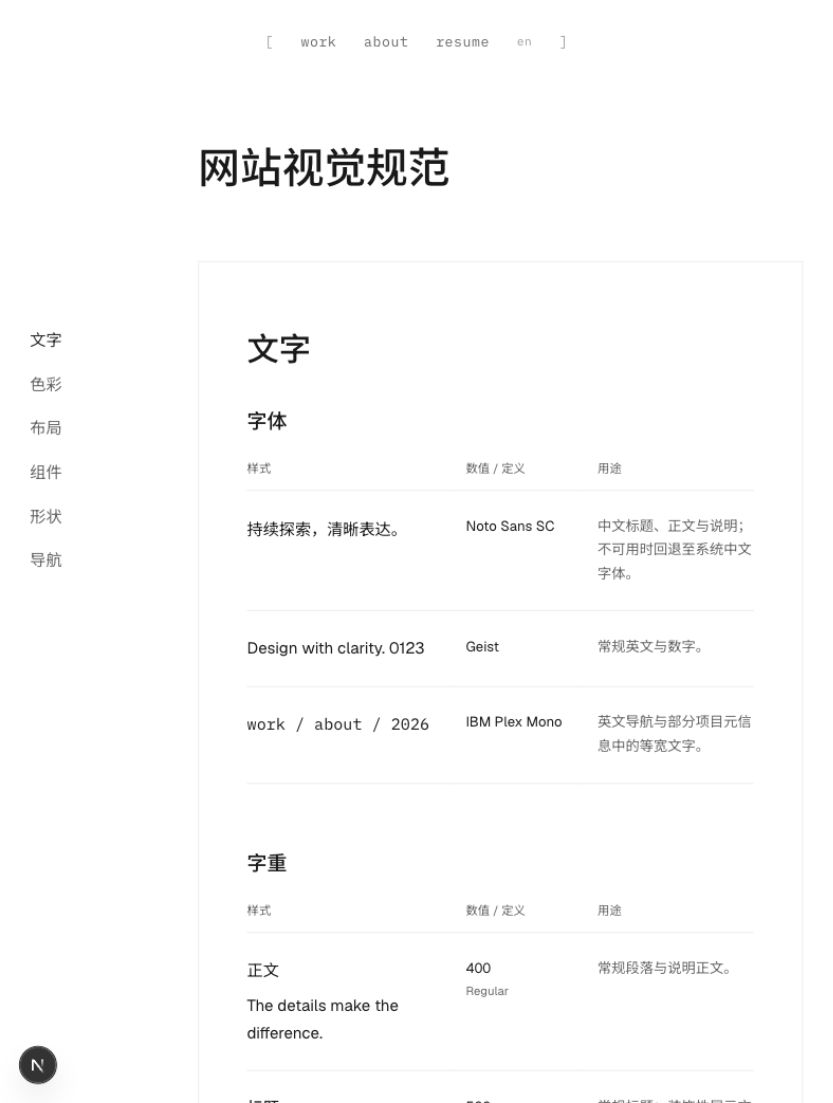 [ work about resume en ]
网站视觉规范
文字
色彩
布局
组件
形状
导航
文字
字体
样式 数值 / 定义 用途
持续探索，清晰表达。 Noto Sans SC 中文标题、正文与说明；
不可用时回退至系统中文
字体。
Design with clarity. 0123 Geist 常规英文与数字。
work / about / 2026 IBM Plex Mono 英文导航与部分项目元信
息中的等宽文字。
字重
样式 数值 / 定义 用途
正文 400 常规段落与说明正文。
Regular
The details make the
difference.
N